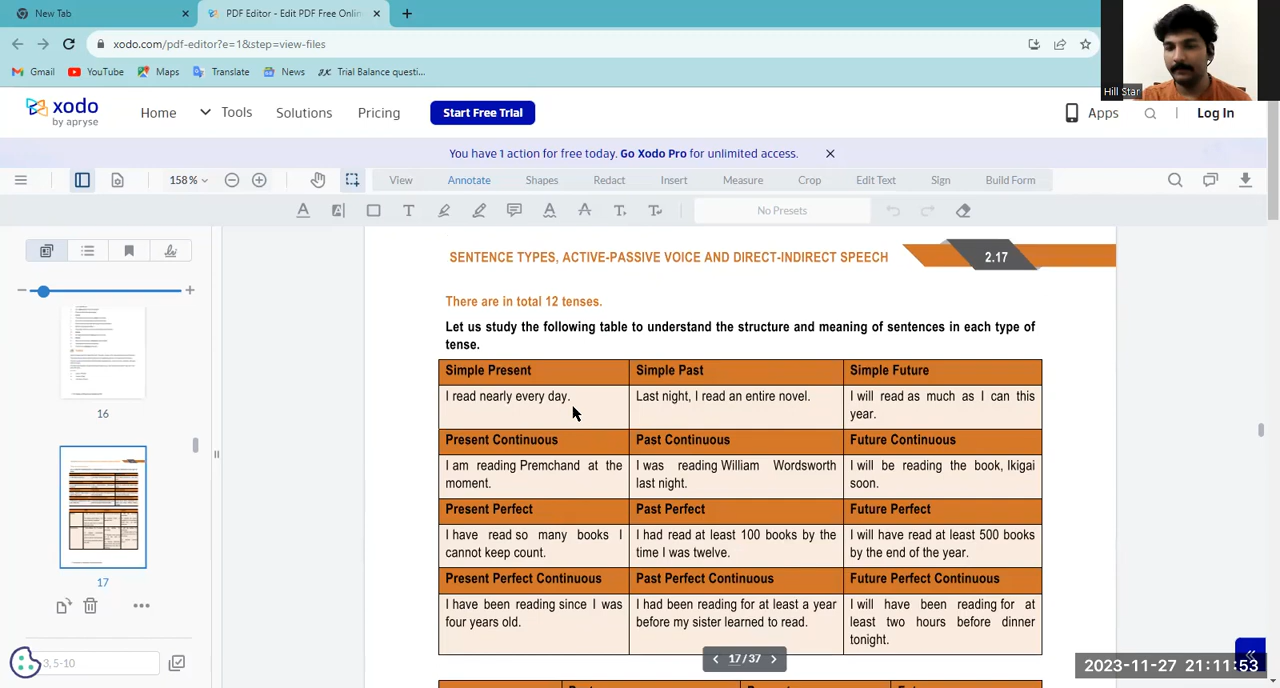 New Tab
PDF Editor - Edit PDF Free Onlin
xodo.com/pdf-editor?e=1&step=view-files
Gmail YouTube Maps Translate News Trial Balance questi...
Hill Star
xodo
by apryse
Home Tools Solutions Pricing Start Free Trial Apps Log In
You have 1 action for free today. Go Xodo Pro for unlimited access.
158% View Annotate Shapes Redact Insert Measure Crop Edit Text Sign Build Form
No Presets
SENTENCE TYPES, ACTIVE-PASSIVE VOICE AND DIRECT-INDIRECT SPEECH 2.17
There are in total 12 tenses.
Let us study the following table to understand the structure and meaning of sentences in each type of
tense.
Simple Present Simple Past Simple Future
I read nearly every day. Last night, I read an entire novel. I will read as much as I can this
year.
Present Continuous Past Continuous Future Continuous
I am reading Premchand at the I was reading William Wordsworth I will be reading the book, Ikigai
moment. last night. soon.
Present Perfect Past Perfect Future Perfect
I have read so many books I I had read at least 100 books by the I will have read at least 500 books
cannot keep count. time I was twelve. by the end of the year.
Present Perfect Continuous Past Perfect Continuous Future Perfect Continuous
I have been reading since I was I had been reading for at least a year I will have been reading for at
four years old. before my sister learned to read. least two hours before dinner
tonight.
16
17
3, 5-10
17/37
2023-11-27 21:11:53